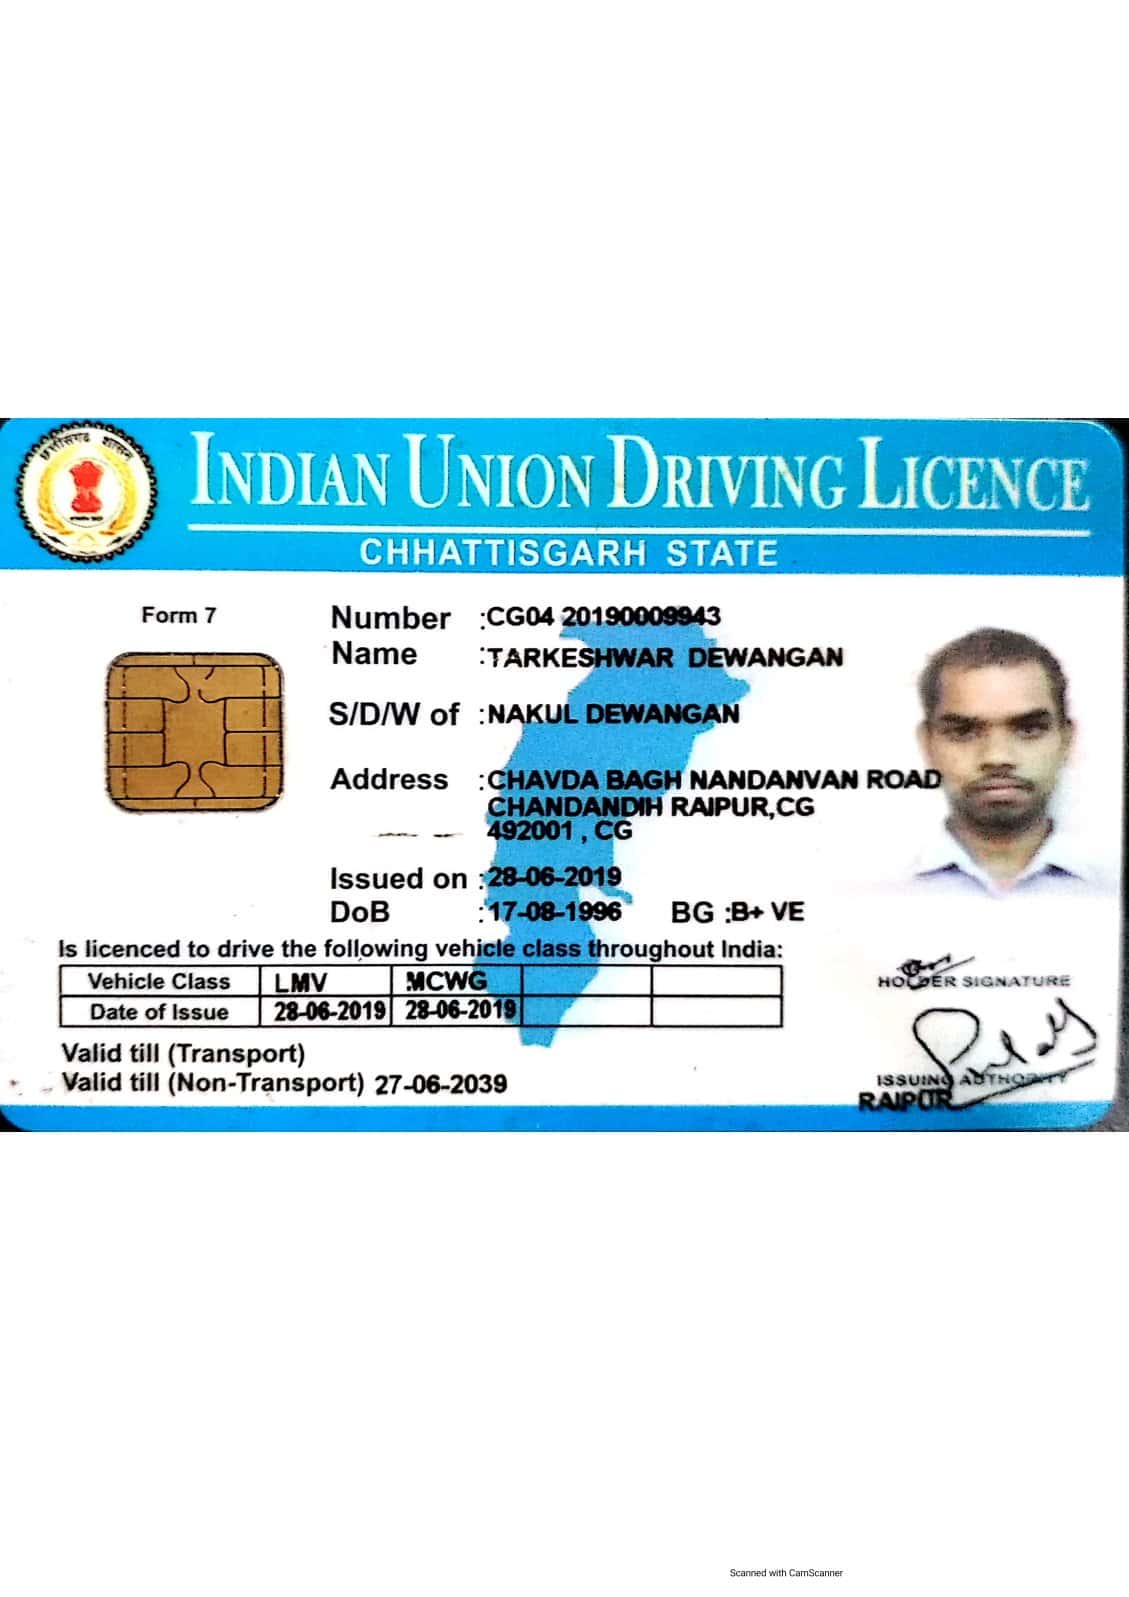 छत्तीसगढ़ शासन
INDIAN UNION DRIVING LICENCE
CHHATTISGARH STATE
Form 7
Number :CG04 20190009943
Name :TARKESHWAR DEWANGAN
S/D/W of :NAKUL DEWANGAN
Address :CHAVDA BAGH NANDANVAN ROAD
CHANDANDIH RAIPUR,CG
492001 , CG
Issued on :28-06-2019
DoB :17-08-1996 BG :B+ VE
Is licenced to drive the following vehicle class throughout India:
Vehicle Class LMV MCWG
Date of Issue 28-06-2019 28-06-2019
Valid till (Transport)
Valid till (Non-Transport) 27-06-2039
HOLDER SIGNATURE
ISSUING AUTHORITY
RAIPUR
Scanned with CamScanner